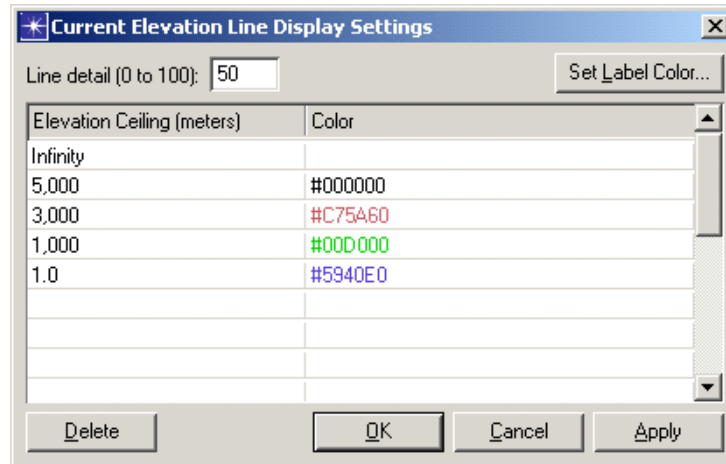 Current Elevation Line Display Settings
Line detail (0 to 100): 50 Set Label Color...
Elevation Ceiling (meters) Color
Infinity
5,000 #000000
3,000 #C75A60
1,000 #00D000
1.0 #5940E0
Delete OK Cancel Apply